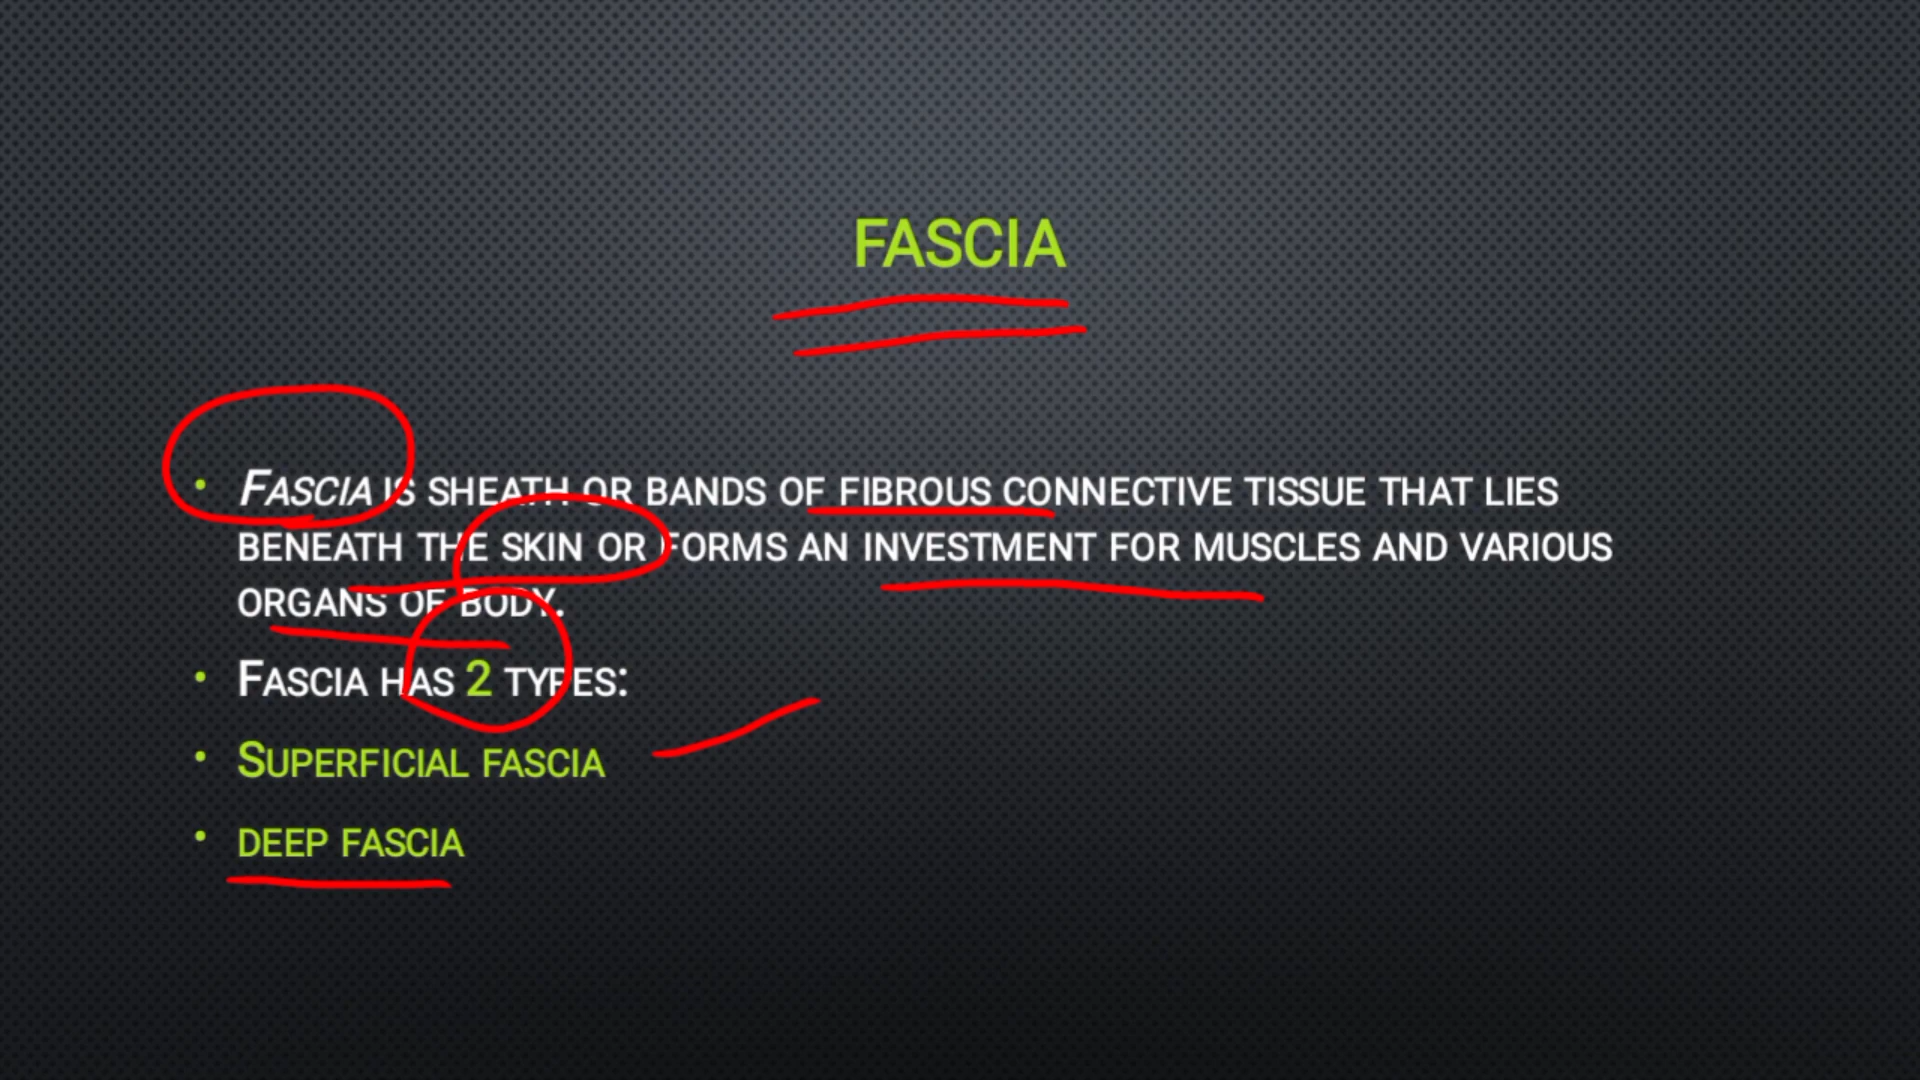 FASCIA
• FASCIA IS SHEATH OR BANDS OF FIBROUS CONNECTIVE TISSUE THAT LIES
BENEATH THE SKIN OR FORMS AN INVESTMENT FOR MUSCLES AND VARIOUS
ORGANS OF BODY.
• FASCIA HAS 2 TYPES:
• SUPERFICIAL FASCIA
• DEEP FASCIA